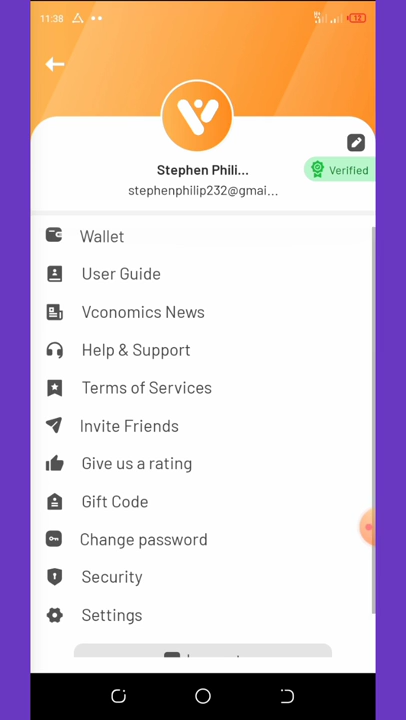 11:38
12
Stephen Phili...
Verified
stephenphilip232@gmai...
Wallet
User Guide
Vconomics News
Help & Support
Terms of Services
Invite Friends
Give us a rating
Gift Code
Change password
Security
Settings